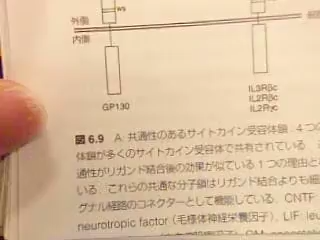 ws
外側
内側
GP130
IL3Rβc
IL2Rβc
IL2Rγc
図 6.9 A: 共通性のあるサイトカイン受容体鎖. 4つの
体鎖が多くのサイトカイン受容体で共有されている.
通性がリガンド結合後の効果が似ている1つの理由と
いる. これらの共通な分子鎖はリガンド結合よりも細
グナル経路のコネクターとして機能している. CNTF
neurotropic factor（毛様体神経栄養因子）, LIF: leu